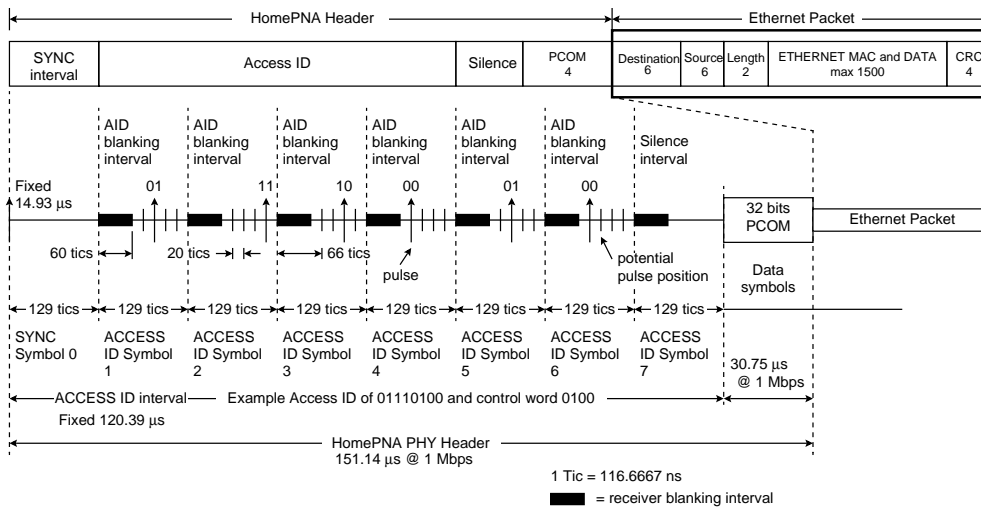 HomePNA Header
Ethernet Packet
SYNC
interval
Access ID
Silence
PCOM
4
Destination
6
Source
6
Length
2
ETHERNET MAC and DATA
max 1500
CRC
4
AID
blanking
interval
AID
blanking
interval
AID
blanking
interval
AID
blanking
interval
AID
blanking
interval
AID
blanking
interval
Silence
interval
Fixed
14.93 μs
01
11
10
00
01
00
32 bits
PCOM
Ethernet Packet
60 tics
20 tics
66 tics
pulse
potential
pulse position
Data
symbols
129 tics
129 tics
129 tics
129 tics
129 tics
129 tics
129 tics
129 tics
SYNC
Symbol 0
ACCESS
ID Symbol
1
ACCESS
ID Symbol
2
ACCESS
ID Symbol
3
ACCESS
ID Symbol
4
ACCESS
ID Symbol
5
ACCESS
ID Symbol
6
ACCESS
ID Symbol
7
30.75 μs
@ 1 Mbps
ACCESS ID interval
Example Access ID of 01110100 and control word 0100
Fixed 120.39 μs
HomePNA PHY Header
151.14 μs @ 1 Mbps
1 Tic = 116.6667 ns
= receiver blanking interval